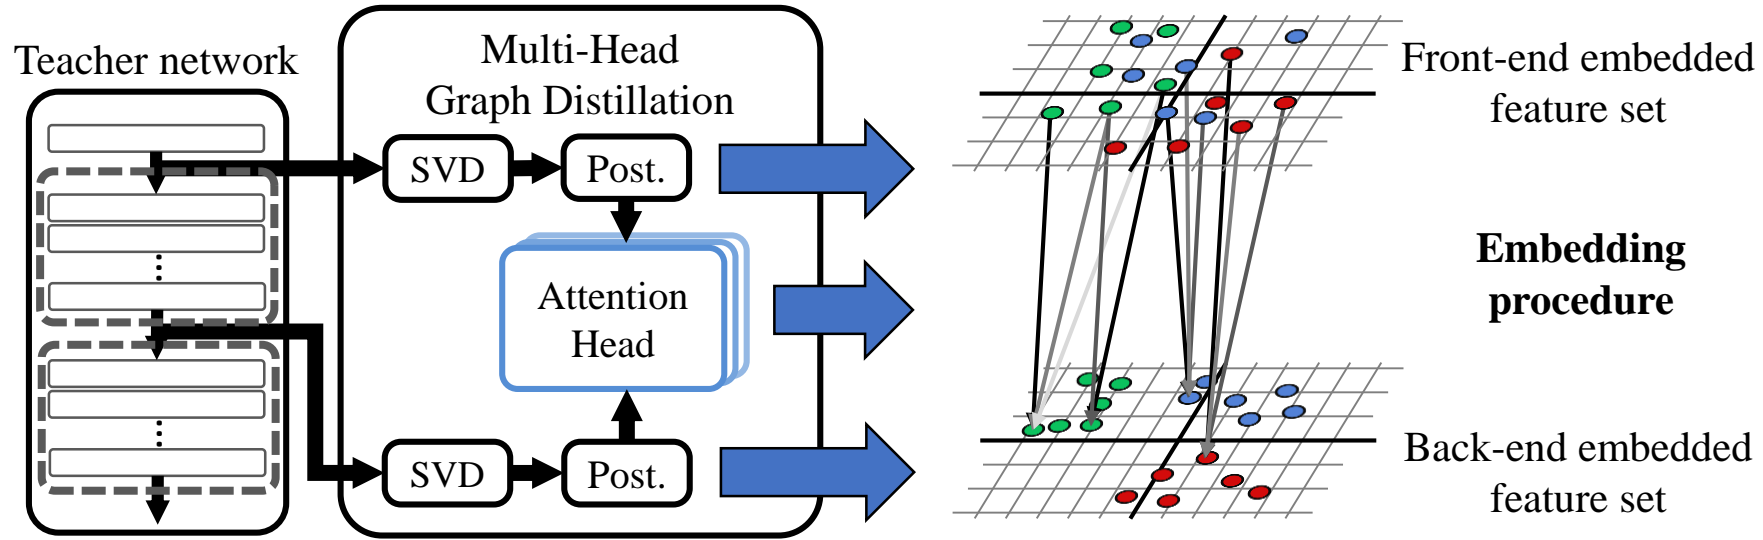 Teacher network
Multi-Head
Graph Distillation
SVD
Post.
Attention
Head
SVD
Post.
Front-end embedded
feature set
Embedding
procedure
Back-end embedded
feature set